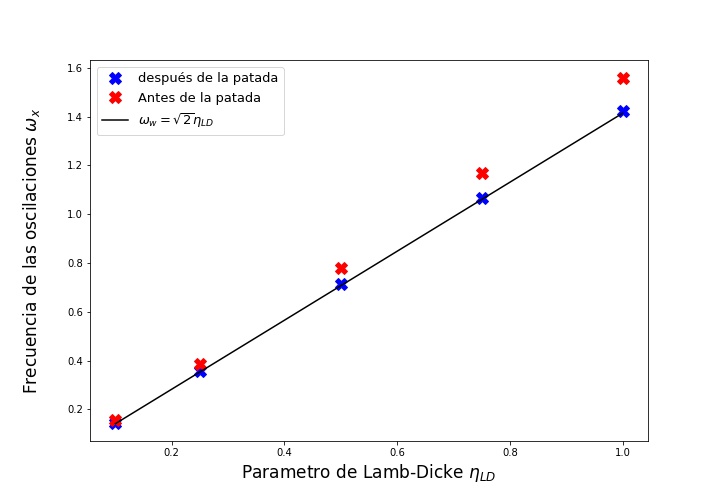 después de la patada
Antes de la patada
ω_w = √2η_LD
1.6
1.4
1.2
1.0
0.8
0.6
0.4
0.2
Frecuencia de las oscilaciones ω_x
0.2
0.4
0.6
0.8
1.0
Parametro de Lamb-Dicke η_LD